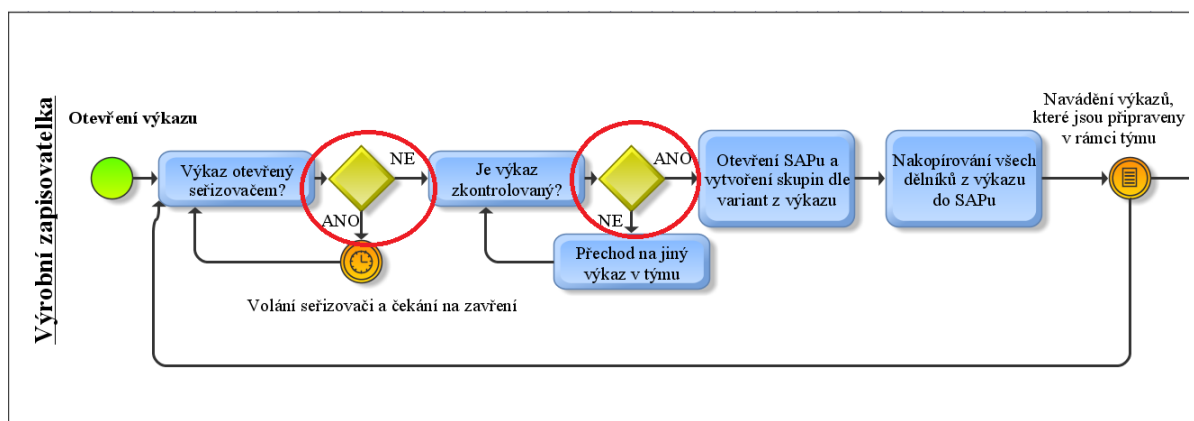 Výrobní zapisovatelka
Otevření výkazu
Výkaz otevřený
seřizovačem?
NE
ANO
Volání seřizovači a čekání na zavření
Je výkaz
zkontrolovaný?
ANO
NE
Přechod na jiný
výkaz v týmu
Otevření SAPu a
vytvoření skupin dle
variant z výkazu
Nakopírování všech
dělníků z výkazu
do SAPu
Navádění výkazů,
které jsou připraveny
v rámci týmu